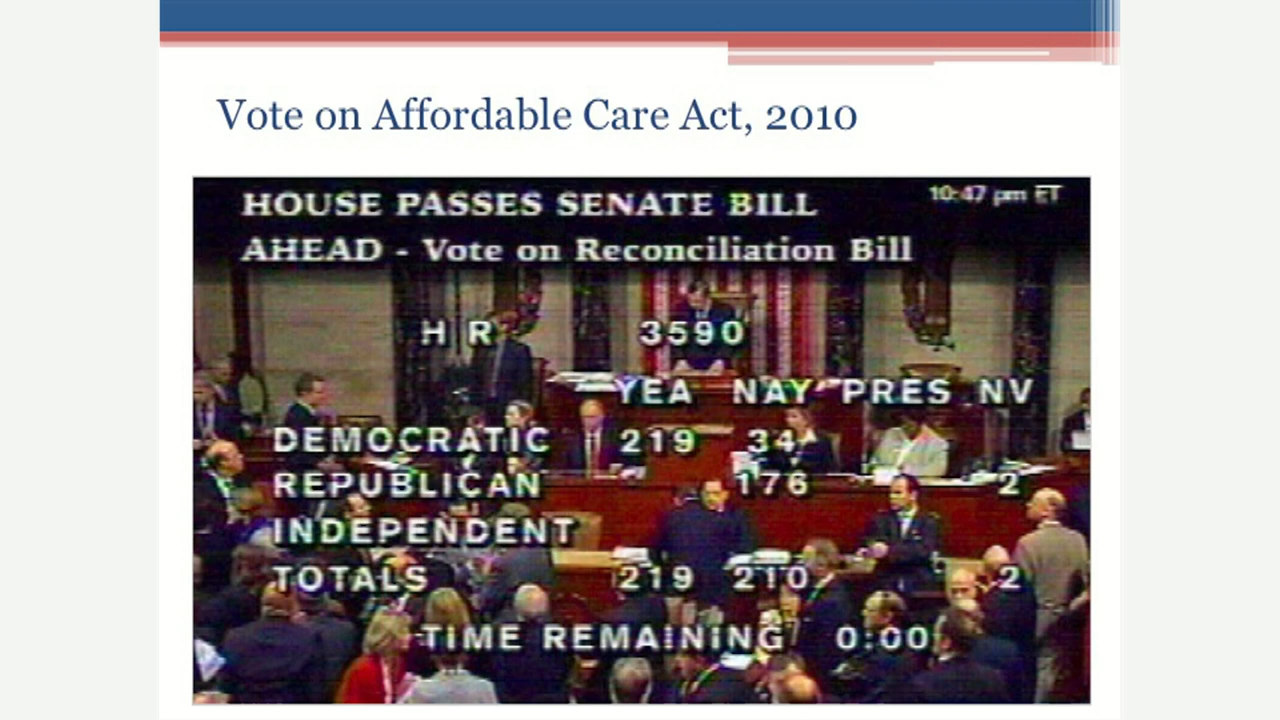 Vote on Affordable Care Act, 2010
HOUSE PASSES SENATE BILL 10:47 pm ET
AHEAD - Vote on Reconciliation Bill
H R 3590
YEA NAY PRES NV
DEMOCRATIC 219 34
REPUBLICAN 176 2
INDEPENDENT
TOTALS 219 210 2
TIME REMAINING 0:00